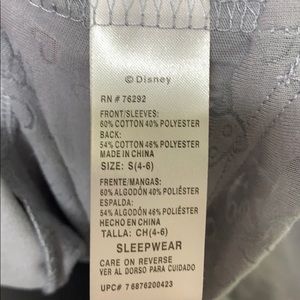 © Disney
RN # 76292
FRONT/SLEEVES:
60% COTTON 40% POLYESTER
BACK:
54% COTTON 46% POLYESTER
MADE IN CHINA
SIZE: S(4-6)
FRENTE/MANGAS:
60% ALGODÓN 40% POLIÉSTER
ESPALDA:
54% ALGODÓN 46% POLIÉSTER
HECHO EN CHINA
TALLA: CH(4-6)
SLEEPWEAR
CARE ON REVERSE
VER AL DORSO PARA CUIDADO
UPC# 7 6876200423